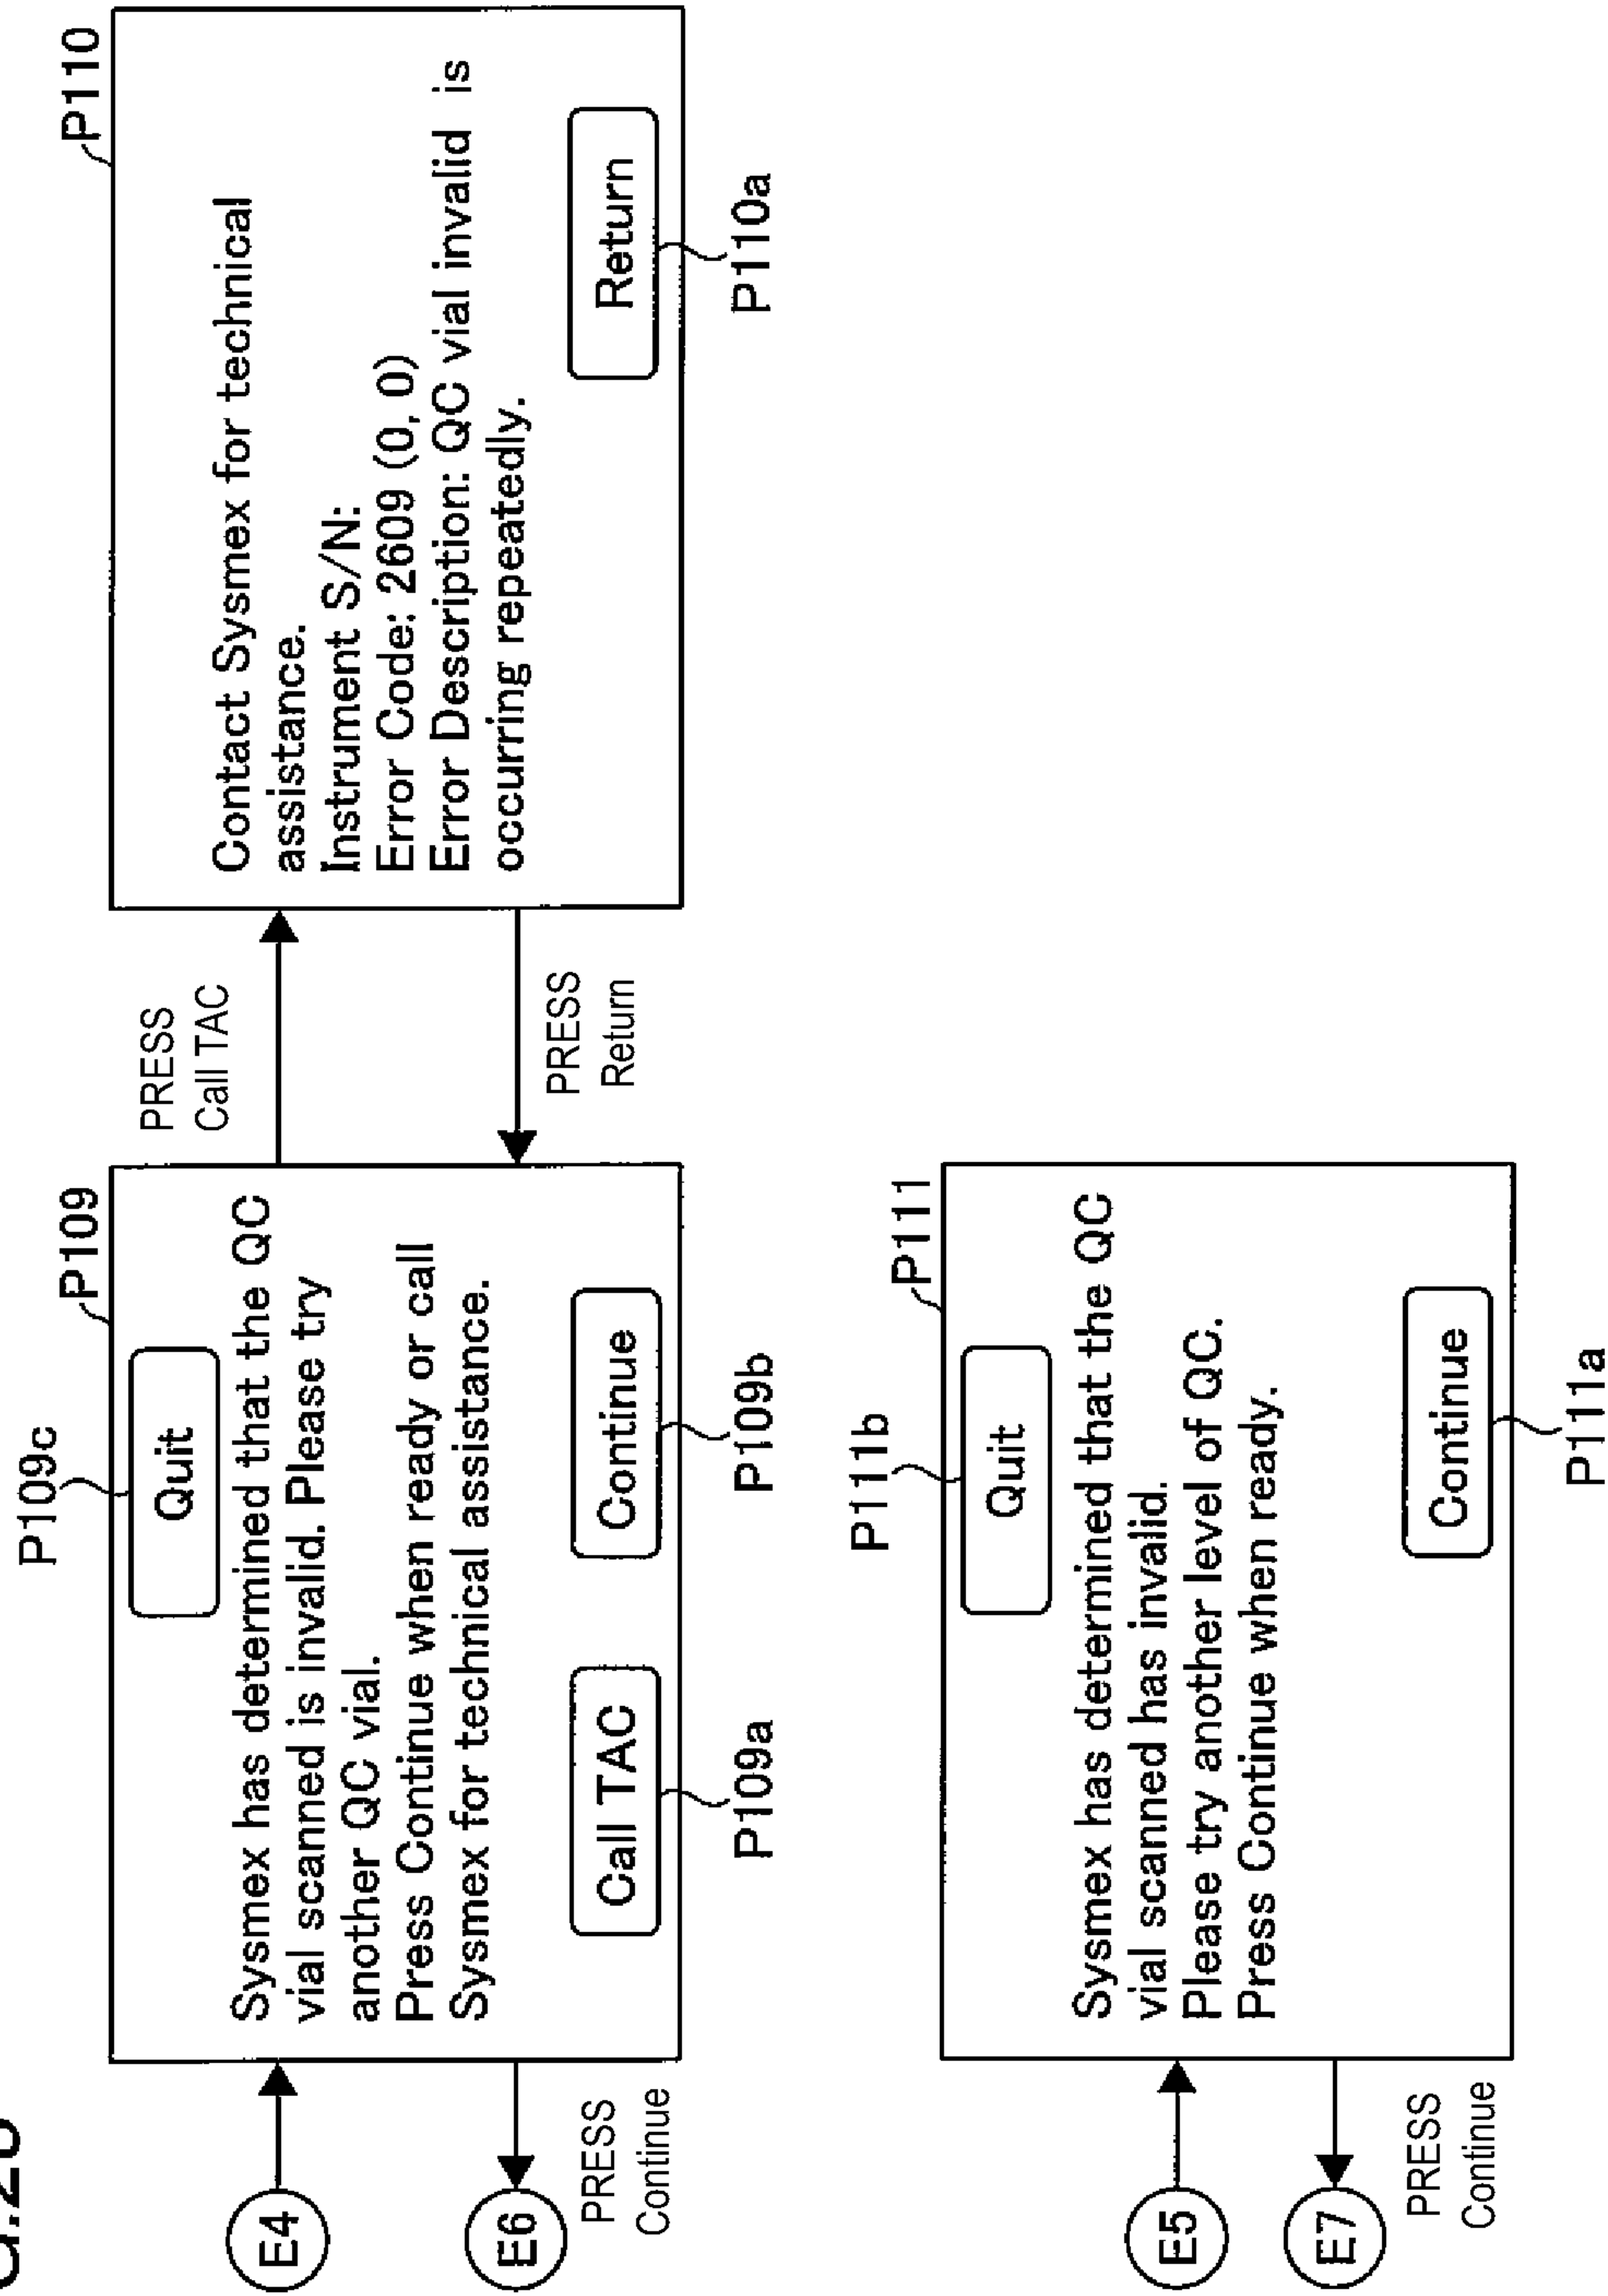 P109c
P109
Quit
Sysmex has determined that the QC
vial scanned is invalid. Please try
another QC vial.
Press Continue when ready or call
Sysmex for technical assistance.
Call TAC
Continue
P109a
P109b
E4
E6
PRESS
Continue
PRESS
Call TAC
PRESS
Return
P110
Contact Sysmex for technical
assistance.
Instrument S/N:
Error Code: 2609 (0, 0)
Error Description: QC vial invalid is
occurring repeatedly.
Return
P110a
P111b
P111
Quit
Sysmex has determined that the QC
vial scanned has invalid.
Please try another level of QC.
Press Continue when ready.
Continue
P111a
E5
E7
PRESS
Continue